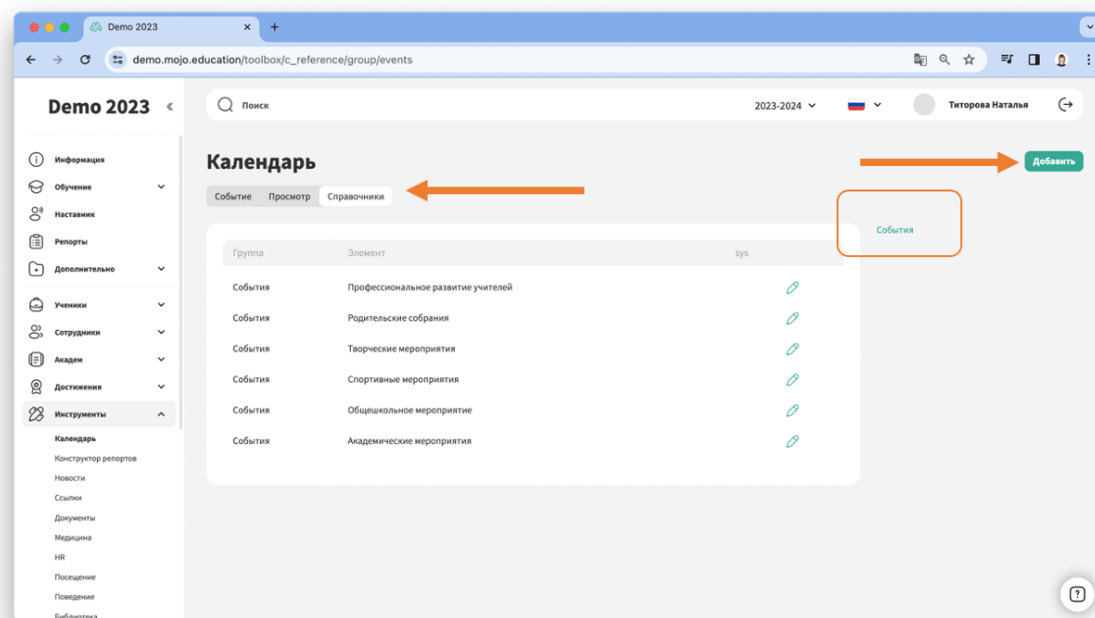 Demo 2023
demo.mojo.education/toolbox/c_reference/group/events
Demo 2023
Поиск
2023-2024
Титорова Наталья
Информация
Обучение
Наставник
Репорты
Дополнительно
Ученики
Сотрудники
Академ
Достижения
Инструменты
Календарь
Конструктор репортов
Новости
Ссылки
Документы
Медицина
HR
Посещение
Поведение
Библиотека
Календарь
Добавить
Событие Просмотр Справочники
События
Группа Элемент sys
События Профессиональное развитие учителей
События Родительские собрания
События Творческие мероприятия
События Спортивные мероприятия
События Общешкольное мероприятие
События Академические мероприятия